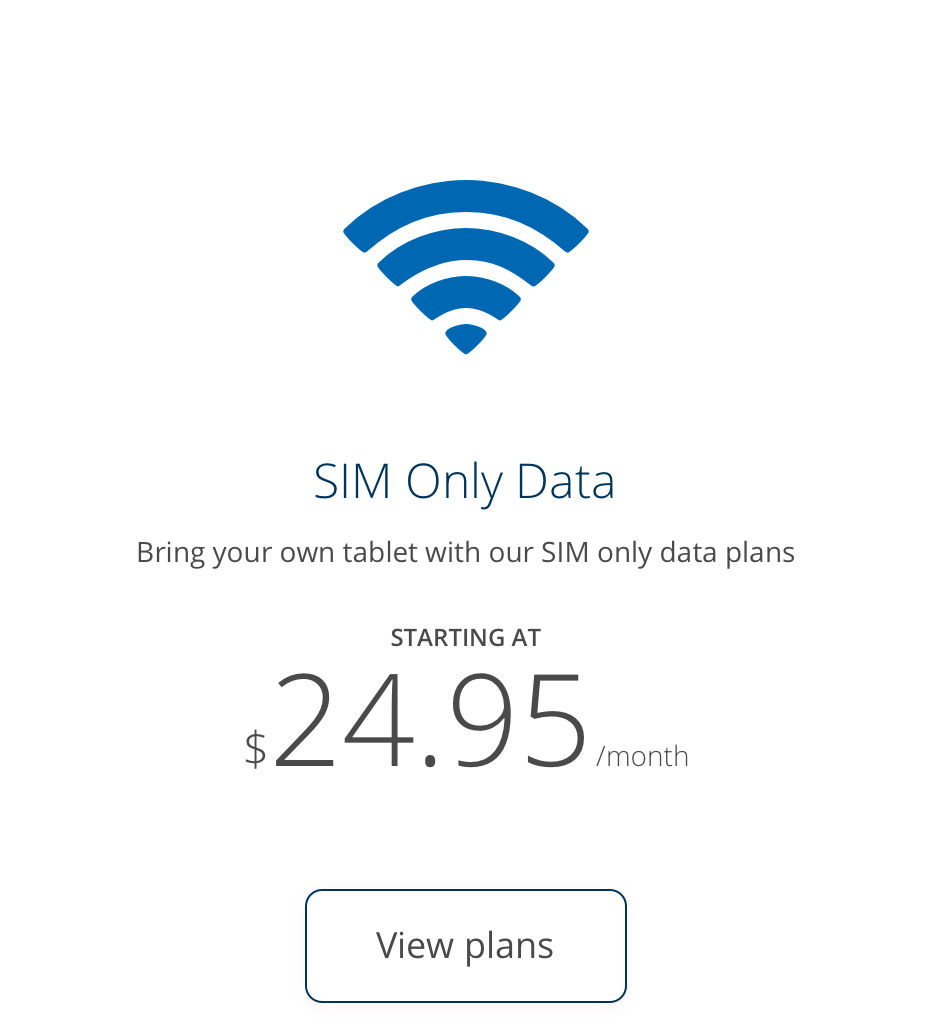 SIM Only Data
Bring your own tablet with our SIM only data plans
STARTING AT
$24.95/month
View plans